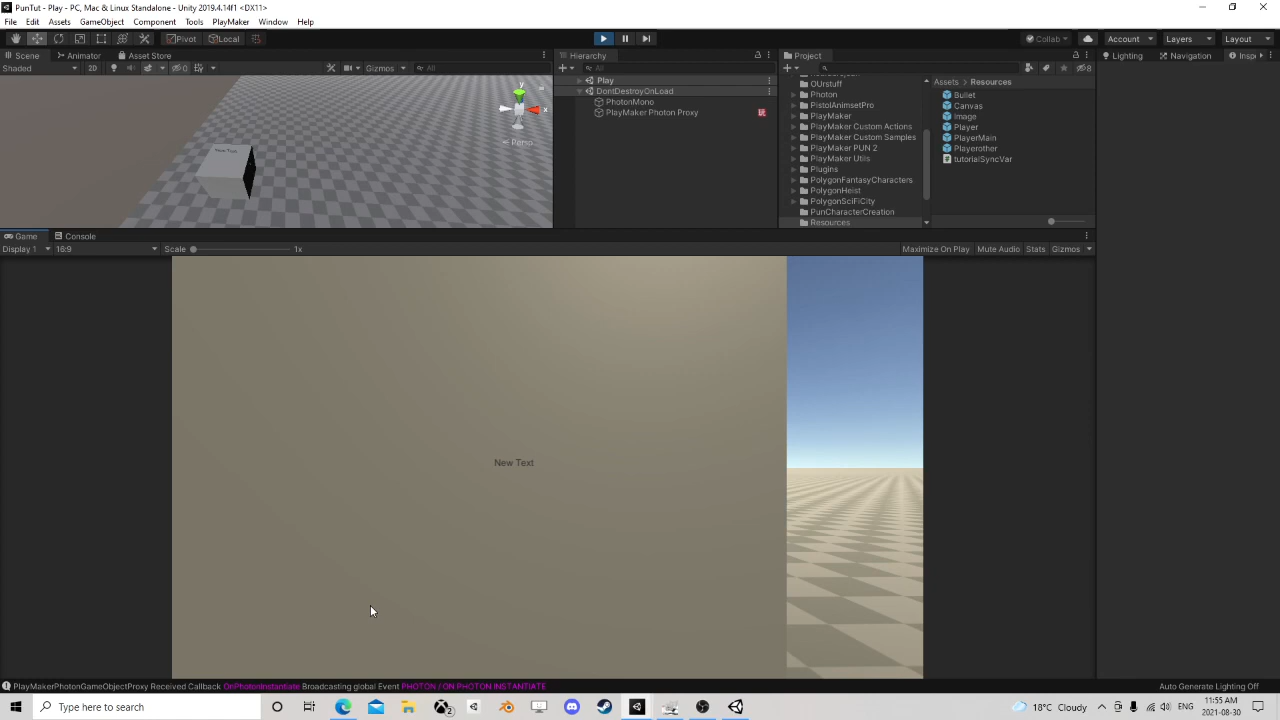 PunTut - Play - PC, Mac & Linux Standalone - Unity 2019.4.14f1 <DX11>
File Edit Assets GameObject Component Tools PlayMaker Window Help
Pivot Local Collab Account Layers Layout
Scene Animator Asset Store Hierarchy Project Lighting Navigation
Shaded 2D 0 Gizmos All All 8
Play
DontDestroyOnLoad
PhotonMono
PlayMaker Photon Proxy
OUrstuff
Photon
PistolAnimsetPro
PlayMaker
PlayMaker Custom Actions
PlayMaker Custom Samples
PlayMaker PUN 2
PlayMaker Utils
Plugins
PolygonFantasyCharacters
PolygonHeist
PolygonSciFiCity
PunCharacterCreation
Resources
Assets > Resources
Bullet
Canvas
Image
Player
PlayerMain
Playerother
tutorialSyncVar
y
x
< Persp
New Text
Game Console
Display 1 16:9 Scale 1x Maximize On Play Mute Audio Stats Gizmos
New Text
PlayMakerPhotonGameObjectProxy Received Callback OnPhotonInstantiate Broadcasting global Event PHOTON / ON PHOTON INSTANTIATE
Auto Generate Lighting Off
Type here to search
18°C Cloudy
ENG
11:55 AM
2021-08-30